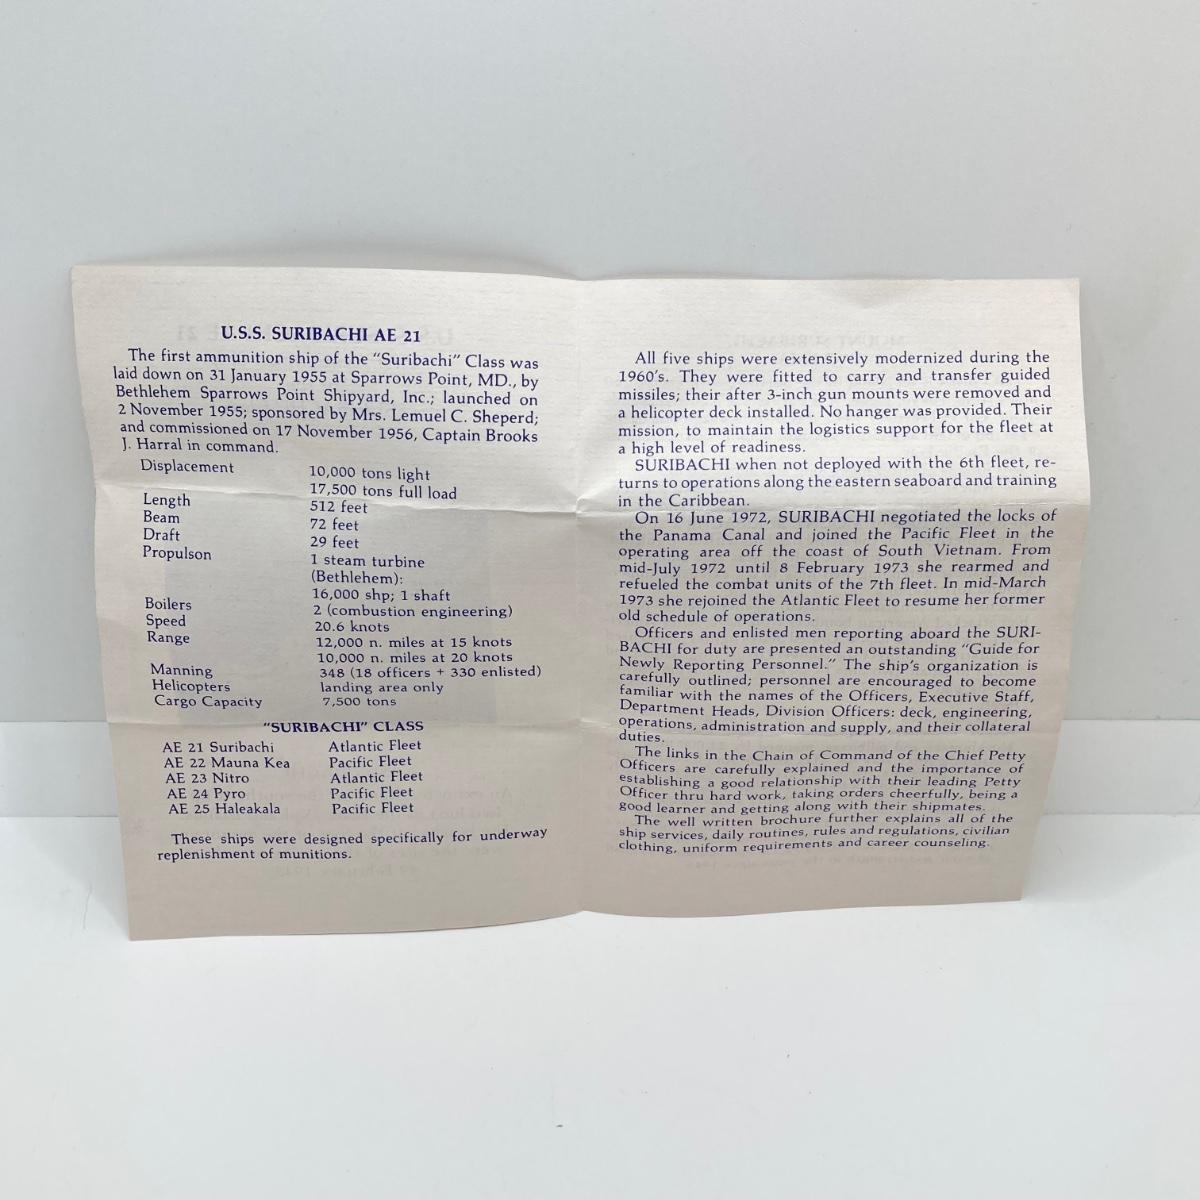 U.S.S. SURIBACHI AE 21
The first ammunition ship of the "Suribachi" Class was
laid down on 31 January 1955 at Sparrows Point, MD., by
Bethlehem Sparrows Point Shipyard, Inc.; launched on
2 November 1955; sponsored by Mrs. Lemuel C. Sheperd;
and commissioned on 17 November 1956, Captain Brooks
J. Harral in command.
Displacement 10,000 tons light
17,500 tons full load
Length 512 feet
Beam 72 feet
Draft 29 feet
Propulson 1 steam turbine
(Bethlehem):
16,000 shp; 1 shaft
Boilers 2 (combustion engineering)
Speed 20.6 knots
Range 12,000 n. miles at 15 knots
10,000 n. miles at 20 knots
Manning 348 (18 officers + 330 enlisted)
Helicopters landing area only
Cargo Capacity 7,500 tons
"SURIBACHI" CLASS
AE 21 Suribachi Atlantic Fleet
AE 22 Mauna Kea Pacific Fleet
AE 23 Nitro Atlantic Fleet
AE 24 Pyro Pacific Fleet
AE 25 Haleakala Pacific Fleet
These ships were designed specifically for underway
replenishment of munitions.
All five ships were extensively modernized during the
1960's. They were fitted to carry and transfer guided
missiles; their after 3-inch gun mounts were removed and
a helicopter deck installed. No hanger was provided. Their
mission, to maintain the logistics support for the fleet at
a high level of readiness.
SURIBACHI when not deployed with the 6th fleet, re-
turns to operations along the eastern seaboard and training
in the Caribbean.
On 16 June 1972, SURIBACHI negotiated the locks of
the Panama Canal and joined the Pacific Fleet in the
operating area off the coast of South Vietnam. From
mid-July 1972 until 8 February 1973 she rearmed and
refueled the combat units of the 7th fleet. In mid-March
1973 she rejoined the Atlantic Fleet to resume her former
old schedule of operations.
Officers and enlisted men reporting aboard the SURI-
BACHI for duty are presented an outstanding "Guide for
Newly Reporting Personnel." The ship's organization is
carefully outlined; personnel are encouraged to become
familiar with the names of the Officers, Executive Staff,
Department Heads, Division Officers: deck, engineering,
operations, administration and supply, and their collateral
duties.
The links in the Chain of Command of the Chief Petty
Officers are carefully explained and the importance of
establishing a good relationship with their leading Petty
Officer thru hard work, taking orders cheerfully, being a
good learner and getting along with their shipmates.
The well written brochure further explains all of the
ship services, daily routines, rules and regulations, civilian
clothing, uniform requirements and career counseling.